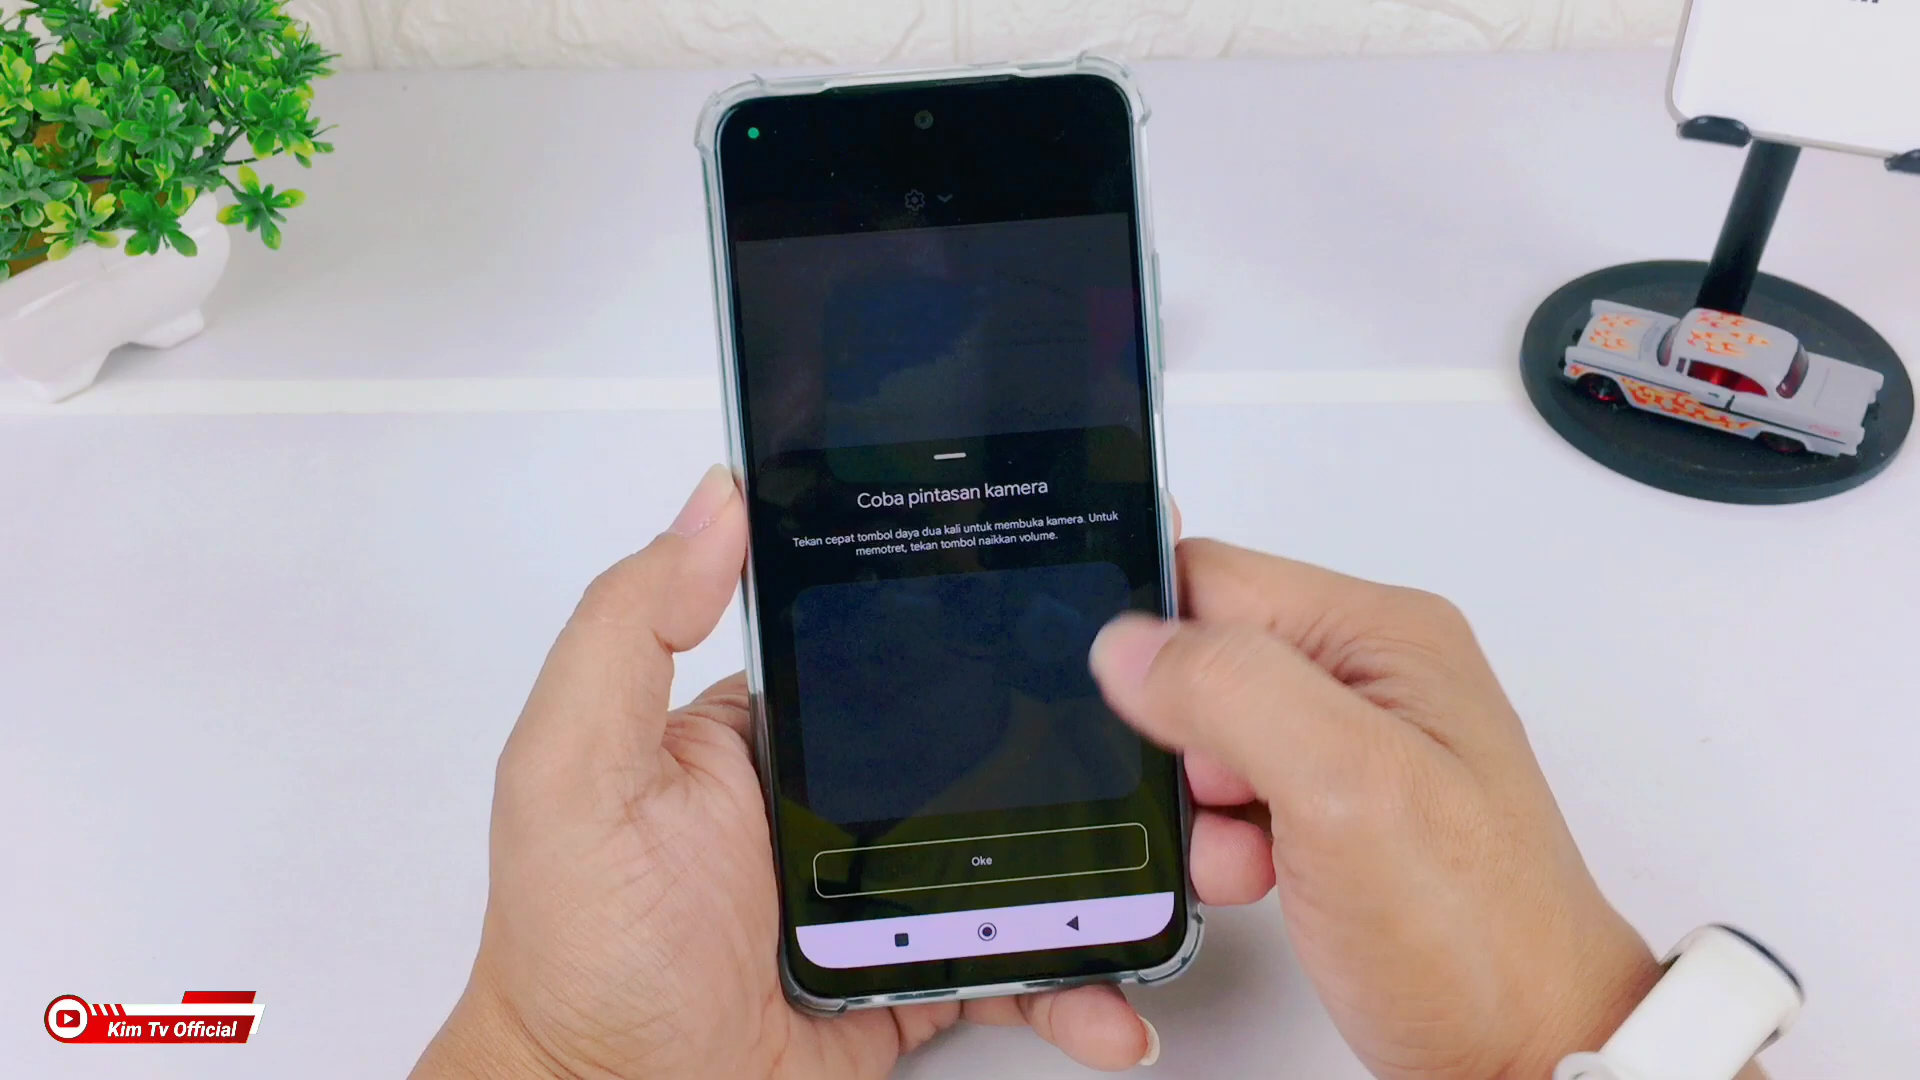 Coba pintasan kamera
Tekan cepat tombol daya dua kali untuk membuka kamera. Untuk
memotret, tekan tombol naikkan volume.
Oke
Kim Tv Official